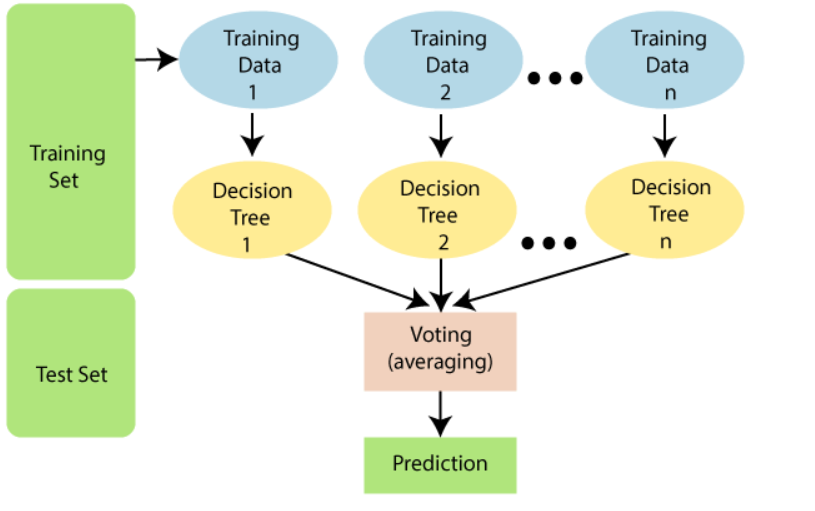 Training
Set
Test Set
Training
Data
1
Training
Data
2
Training
Data
n
Decision
Tree
1
Decision
Tree
2
Decision
Tree
n
Voting
(averaging)
Prediction